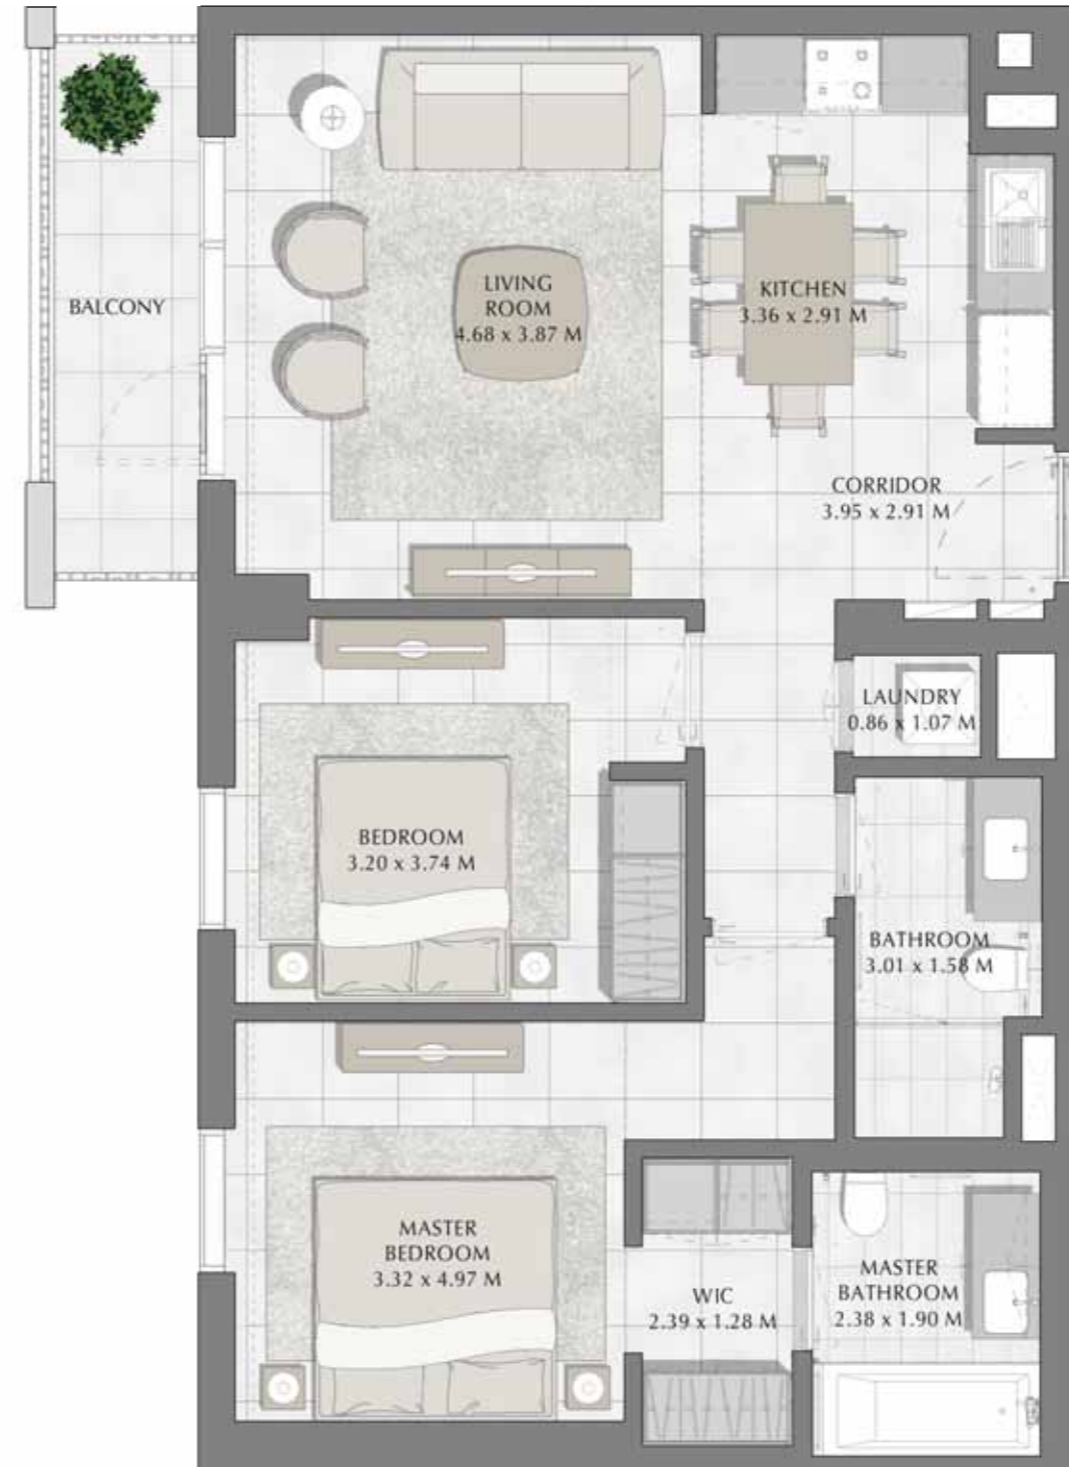 BALCONY
LIVING
ROOM
4.68 x 3.87 M
KITCHEN
3.36 x 2.91 M
CORRIDOR
3.95 x 2.91 M
LAUNDRY
0.86 x 1.07 M
BEDROOM
3.20 x 3.74 M
BATHROOM
3.01 x 1.58 M
MASTER
BEDROOM
3.32 x 4.97 M
WIC
2.39 x 1.28 M
MASTER
BATHROOM
2.38 x 1.90 M